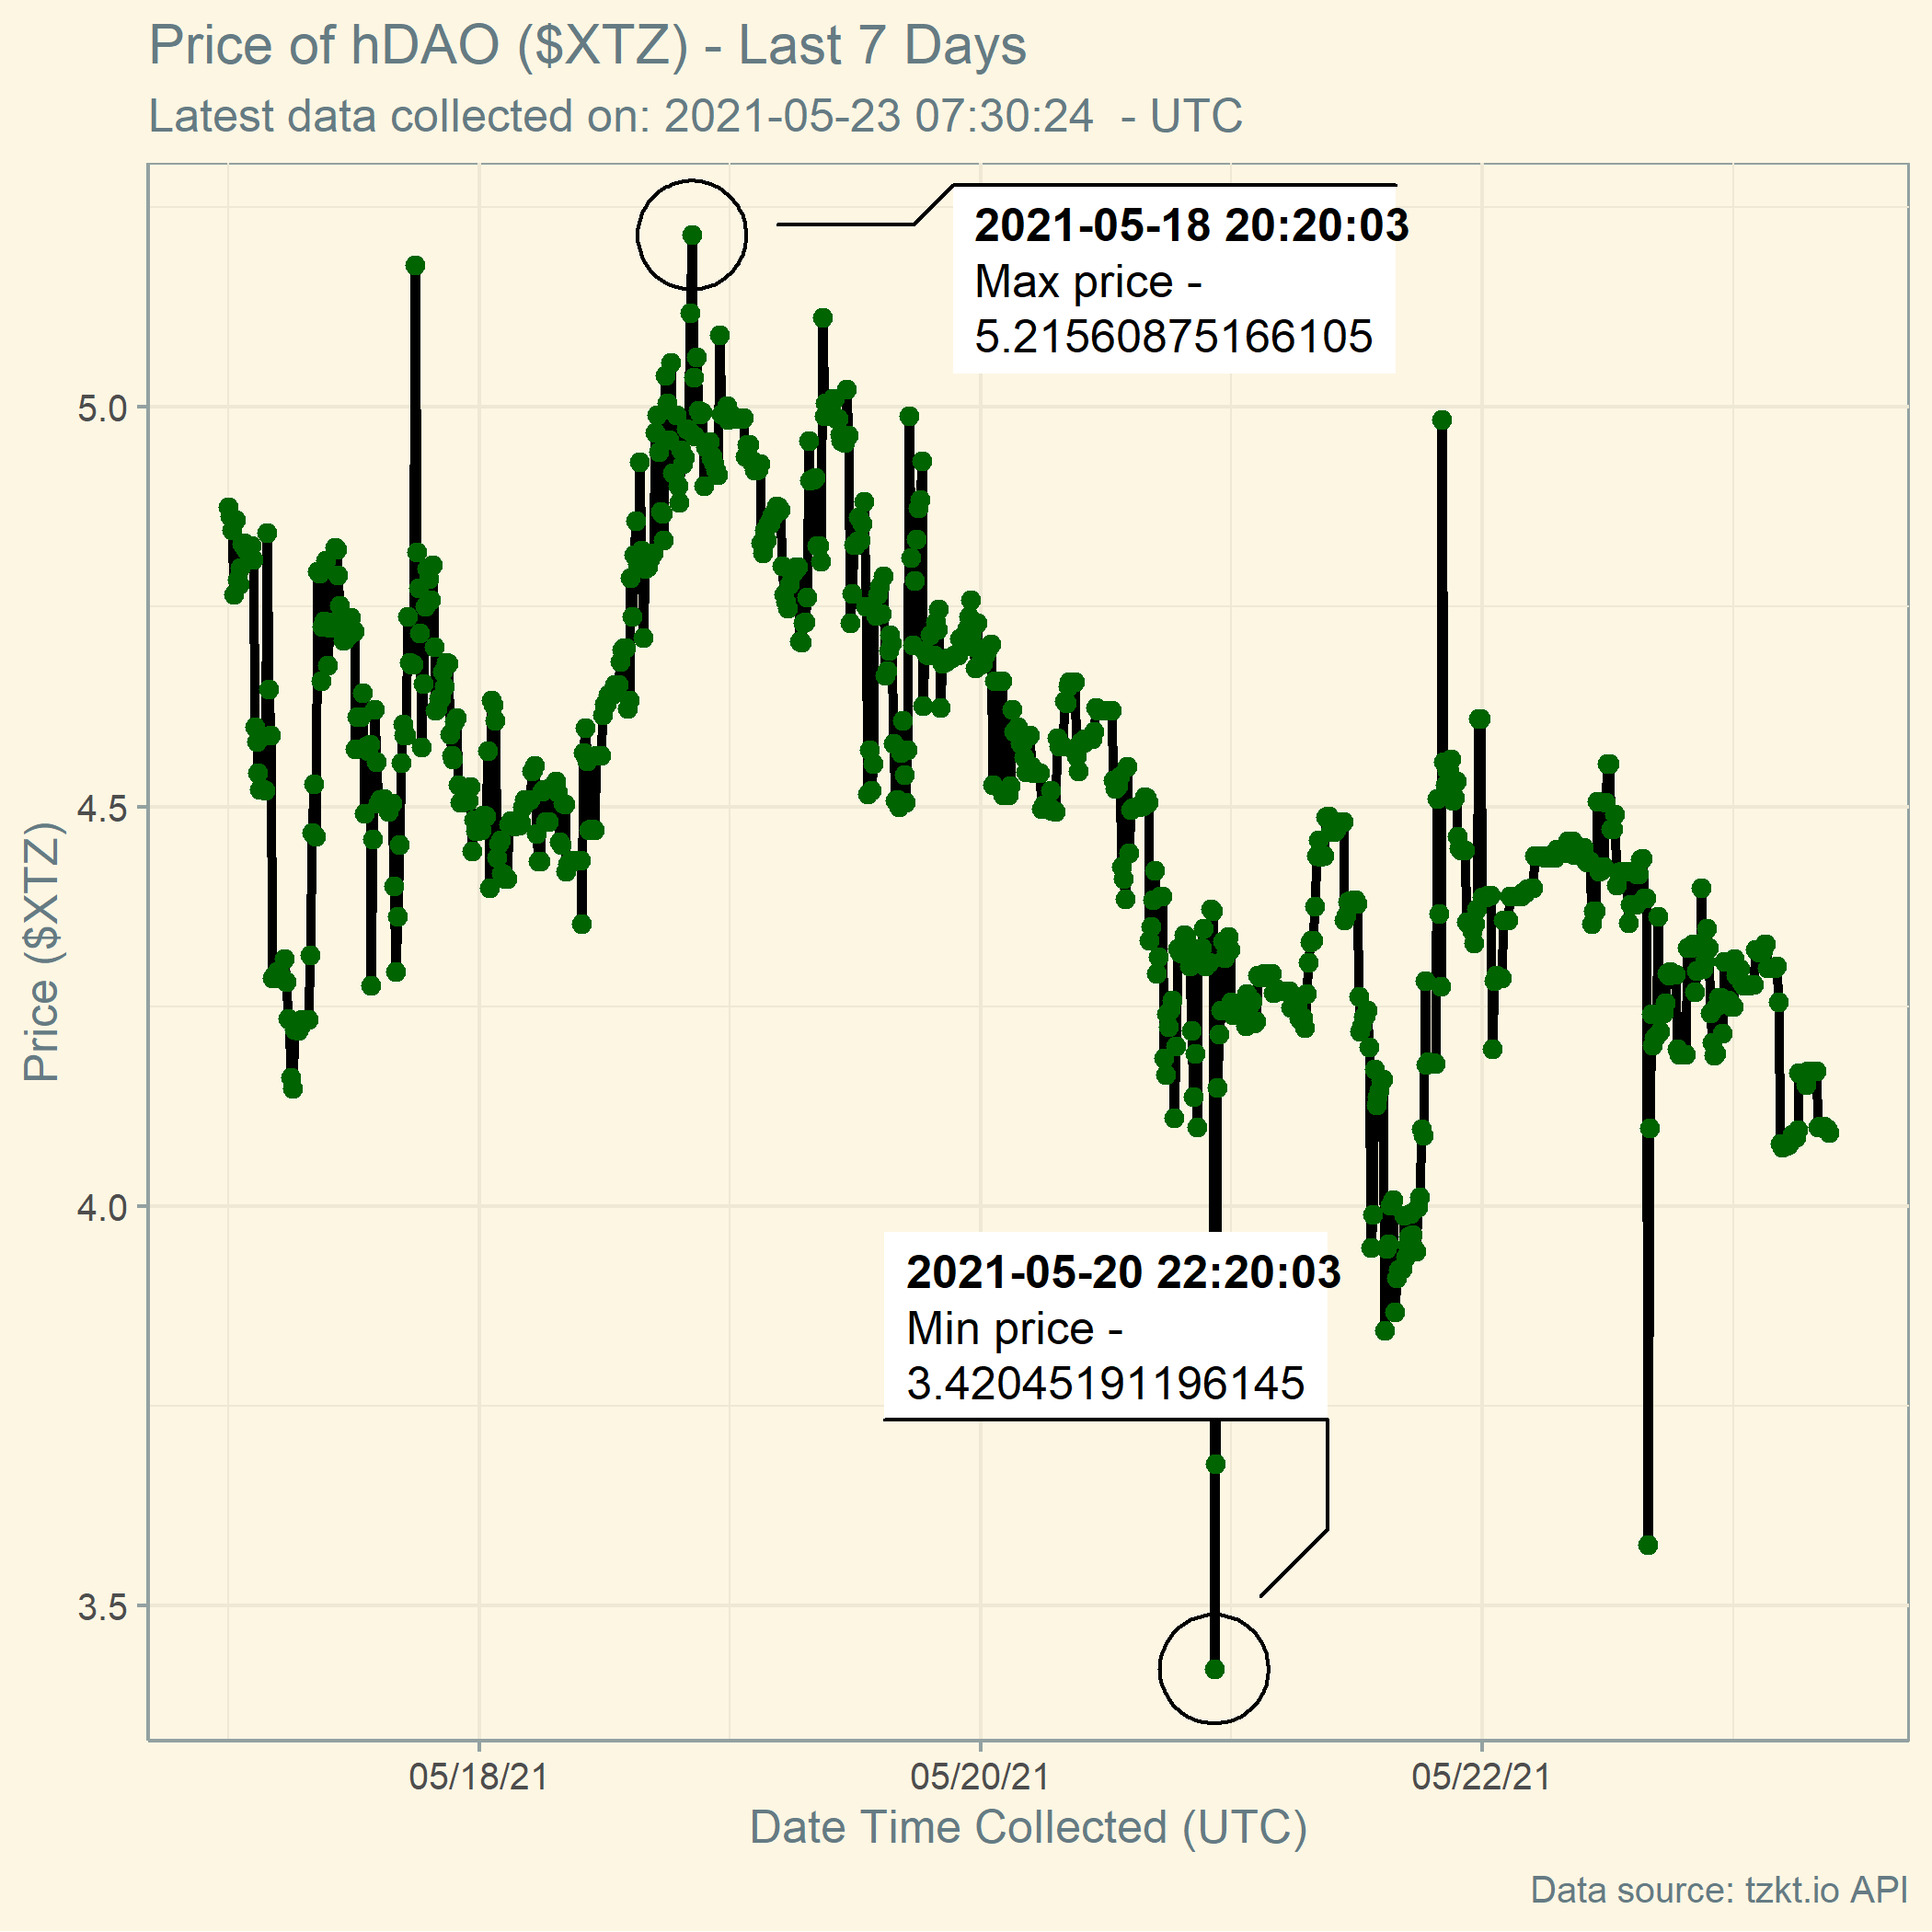 Price of hDAO ($XTZ) - Last 7 Days
Latest data collected on: 2021-05-23 07:30:24  - UTC
2021-05-18 20:20:03
Max price -
5.21560875166105
5.0
4.5
4.0
3.5
Price ($XTZ)
2021-05-20 22:20:03
Min price -
3.42045191196145
05/18/21
05/20/21
05/22/21
Date Time Collected (UTC)
Data source: tzkt.io API